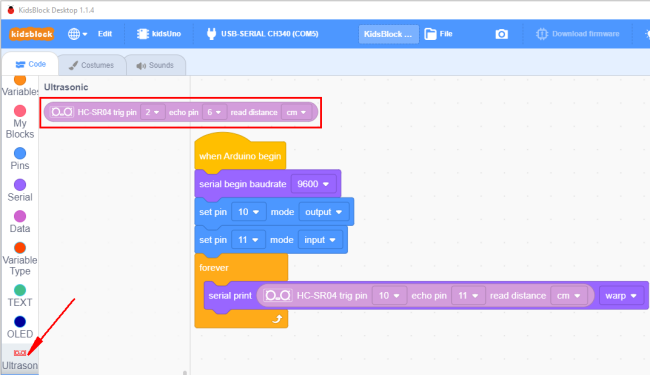 KidsBlock Desktop 1.1.4
kidsblock Edit kidsUno USB-SERIAL CH340 (COM5) KidsBlock ... File Download firmware
Code Costumes Sounds
Variables
My Blocks
Pins
Serial
Data
Variable Type
TEXT
OLED
Ultrason
Ultrasonic
HC-SR04 trig pin 2 echo pin 6 read distance cm
when Arduino begin
serial begin baudrate 9600
set pin 10 mode output
set pin 11 mode input
forever
serial print HC-SR04 trig pin 10 echo pin 11 read distance cm warp